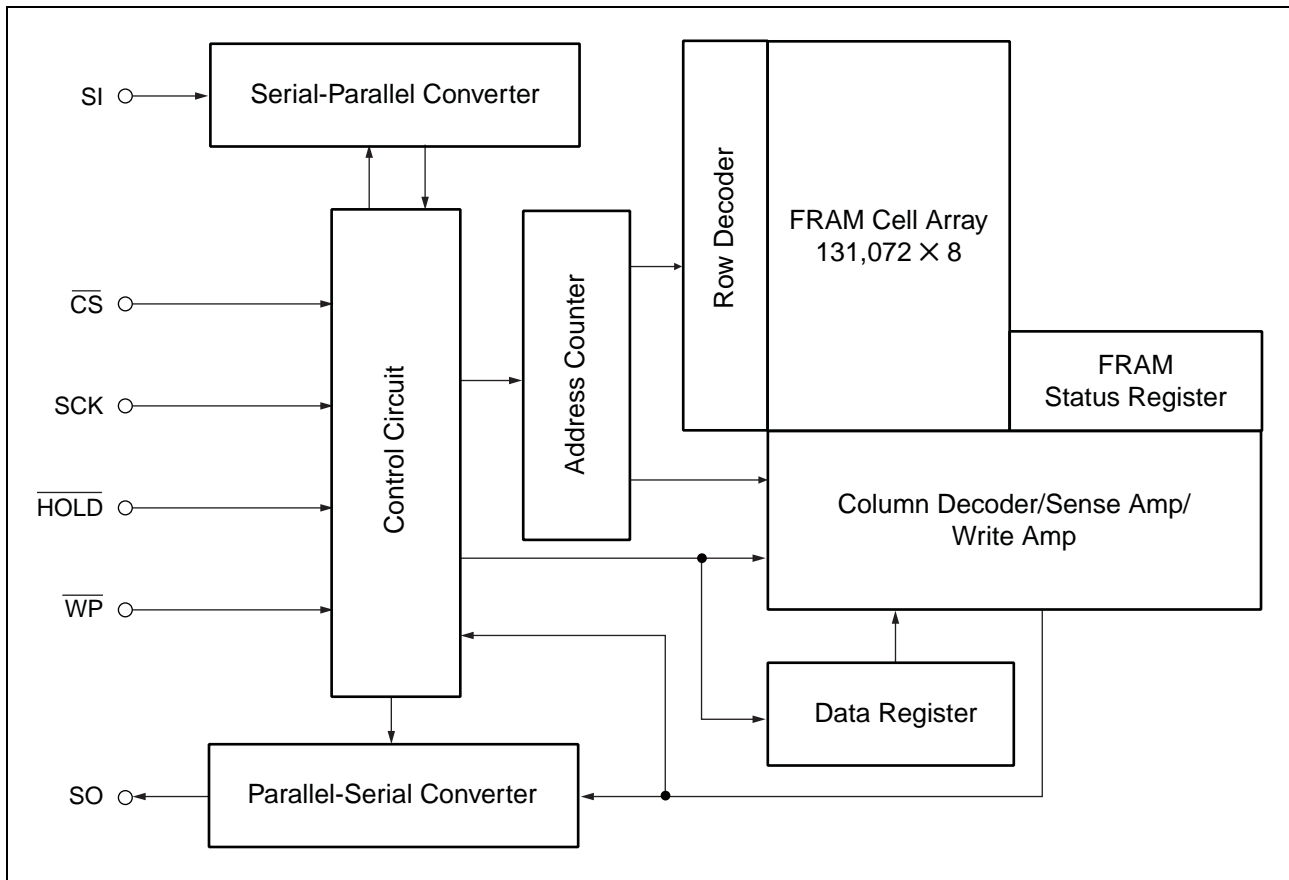 Serial-Parallel Converter
SI
Row Decoder
FRAM Cell Array
131,072 × 8
CS
Control Circuit
Address Counter
FRAM
Status Register
SCK
HOLD
Column Decoder/Sense Amp/
Write Amp
WP
Data Register
SO
Parallel-Serial Converter